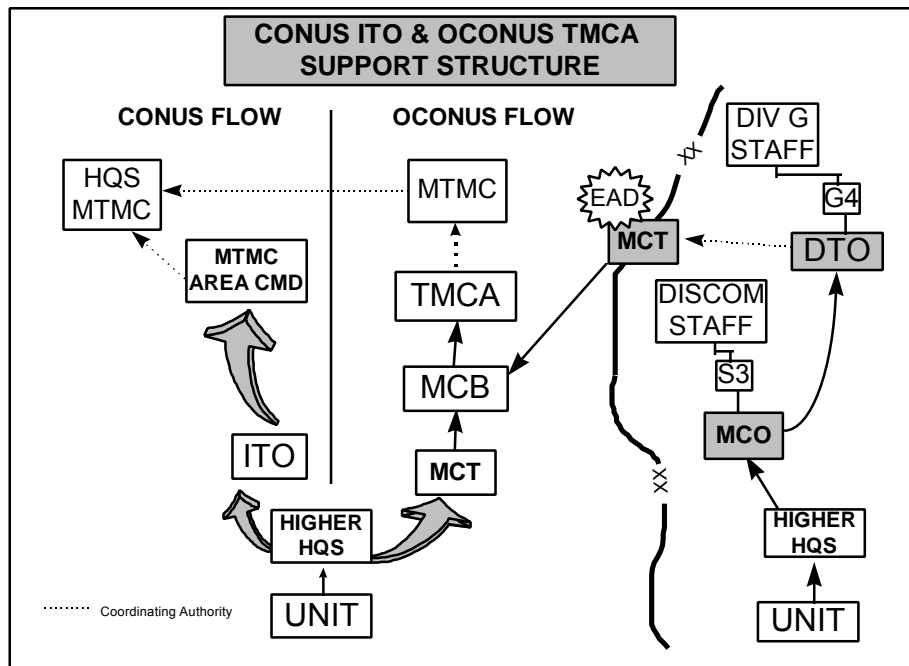 CONUS ITO & OCONUS TMCA
SUPPORT STRUCTURE
CONUS FLOW
OCONUS FLOW
HQS
MTMC
MTMC
AREA CMD
ITO
HIGHER
HQS
UNIT
MTMC
TMCA
MCB
MCT
EAD
MCT
XX
XX
DIV G
STAFF
G4
DTO
DISCOM
STAFF
S3
MCO
HIGHER
HQS
UNIT
Coordinating Authority